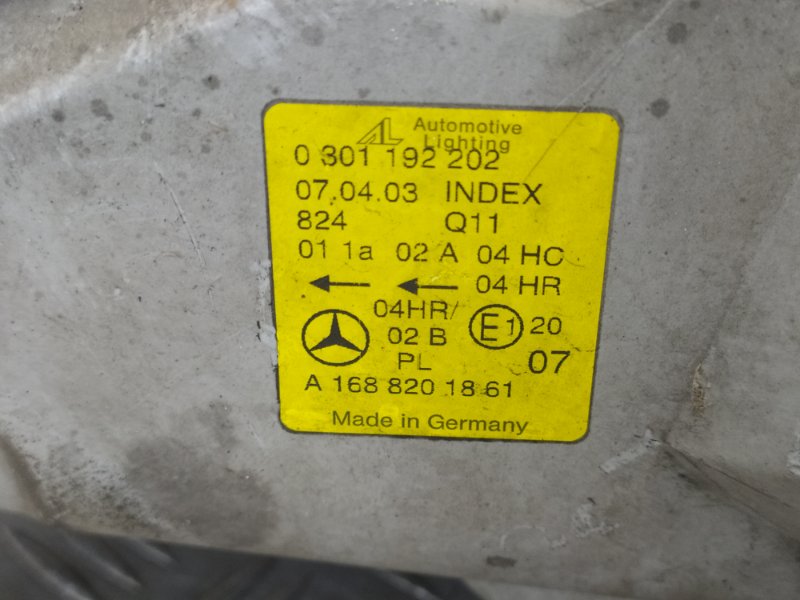 AL Automotive
Lighting
0 301 192 202
07.04.03 INDEX
824 Q11
01 1a 02 A 04 HC
← ← 04 HR
04HR/
02 B E1 20
PL 07
A 168 820 18 61
Made in Germany